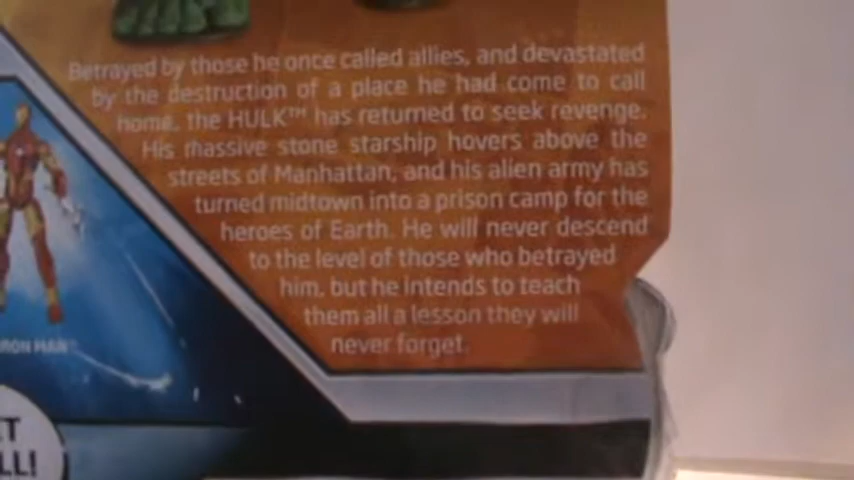 Betrayed by those he once called allies, and devastated
by the destruction of a place he had come to call
home, the HULK™ has returned to seek revenge.
His massive stone starship hovers above the
streets of Manhattan, and his alien army has
turned midtown into a prison camp for the
heroes of Earth. He will never descend
to the level of those who betrayed
him, but he intends to teach
them all a lesson they will
never forget.
IRON MAN™
ET
LL!